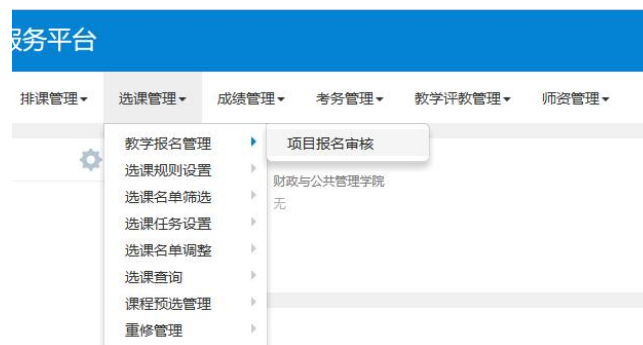 服务平台
排课管理 选课管理 成绩管理 考务管理 教学评教管理 师资管理
教学报名管理 项目报名审核
选课规则设置
财政与公共管理学院
选课名单筛选
无
选课任务设置
选课名单调整
选课查询
课程预选管理
重修管理